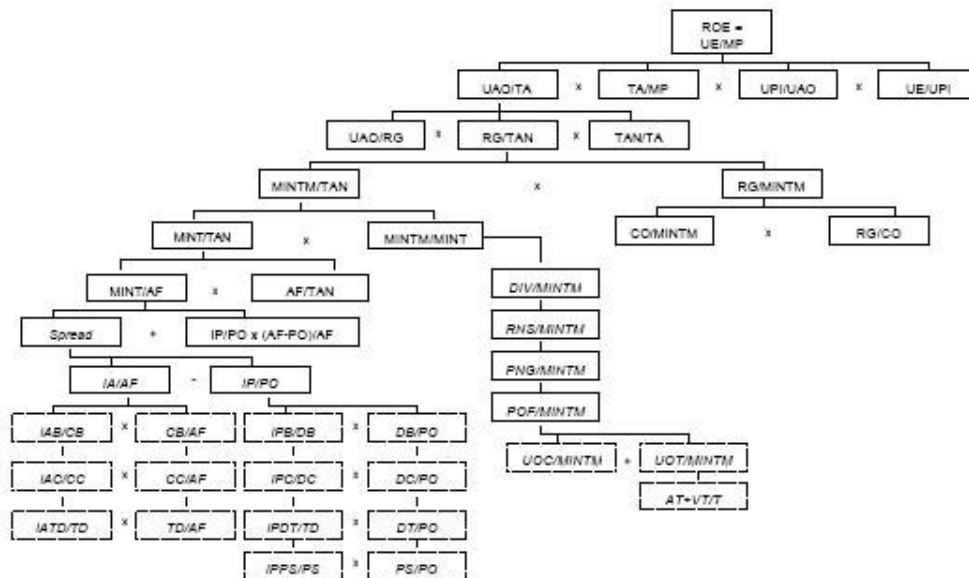 ROE =
UE/MP
UAO/TA x TA/MP x UPI/UAO x UE/UPI
UAO/RG x RG/TAN x TAN/TA
MINTM/TAN x RG/MINTM
MINT/TAN x MINTM/MINT CO/MINTM x RG/CO
MINT/AF x AF/TAN DIV/MINTM
Spread + IP/PO x (AF-PO)/AF RNS/MINTM
IA/AF - IP/PO PNG/MINTM
POF/MINTM
IAB/CB x CB/AF IPB/DB x DB/PO
UOC/MINTM + UOT/MINTM
IAC/CC x CC/AF IPC/DC x DC/PO
AT+VT/T
IATD/TD x TD/AF IPDT/TD x DT/PO
IPPS/PS x PS/PO